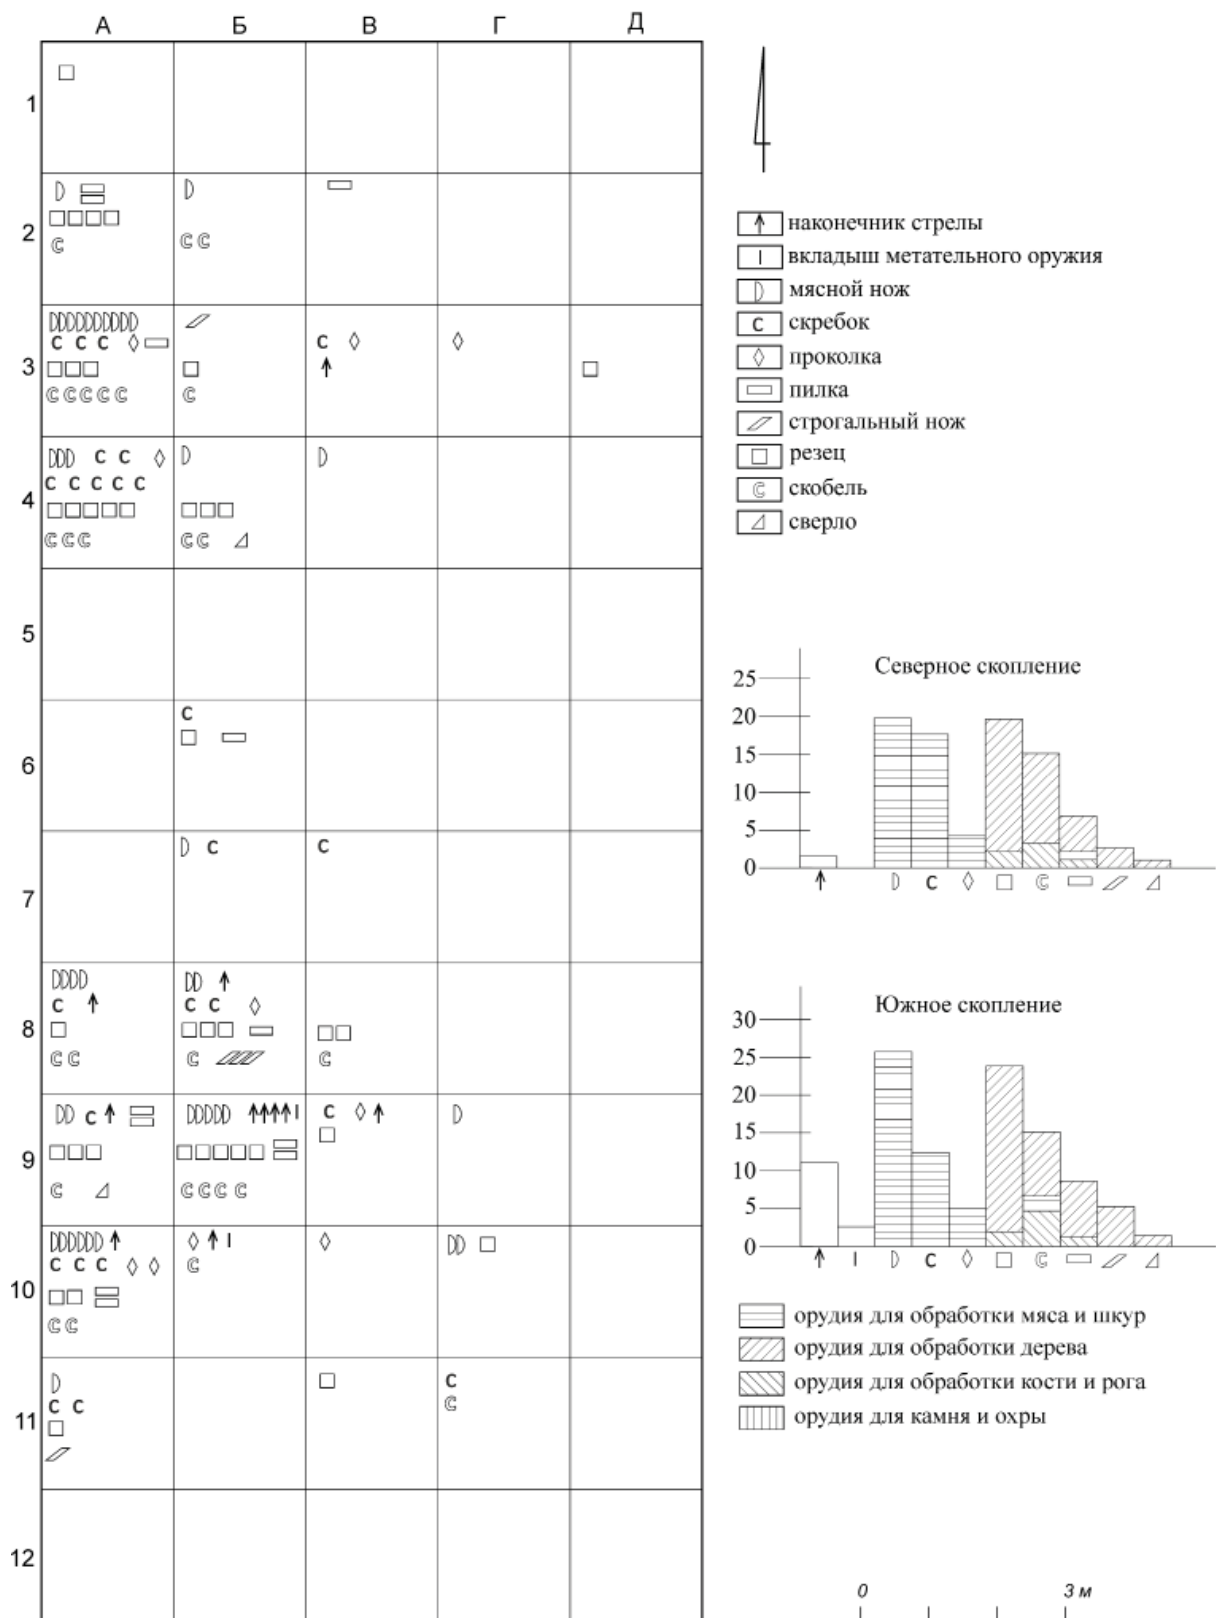 А Б В Г Д
1
2
3
4
5
6
7
8
9
10
11
12
наконечник стрелы
вкладыш метательного оружия
мясной нож
скребок
проколка
пилка
строгальный нож
резец
скобель
сверло
Северное скопление
25
20
15
10
5
0
Южное скопление
30
25
20
15
10
5
0
орудия для обработки мяса и шкур
орудия для обработки дерева
орудия для обработки кости и рога
орудия для камня и охры
0 3 м